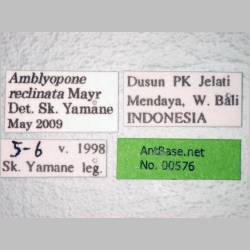 Amblyopone
reclinata Mayr
Det. Sk. Yamane
May 2009
Dusun PK Jelati
Mendaya, W. Bali
INDONESIA
5-6 v. 1998
Sk. Yamane leg.
AntBase.net
No. 00576